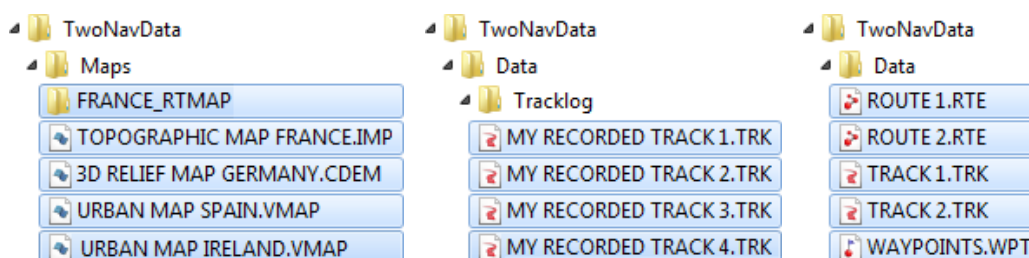 TwoNavData
Maps
FRANCE_RTMAP
TOPOGRAPHIC MAP FRANCE.IMP
3D RELIEF MAP GERMANY.CDEM
URBAN MAP SPAIN.VMAP
URBAN MAP IRELAND.VMAP
TwoNavData
Data
Tracklog
MY RECORDED TRACK 1.TRK
MY RECORDED TRACK 2.TRK
MY RECORDED TRACK 3.TRK
MY RECORDED TRACK 4.TRK
TwoNavData
Data
ROUTE 1.RTE
ROUTE 2.RTE
TRACK 1.TRK
TRACK 2.TRK
WAYPOINTS.WPT